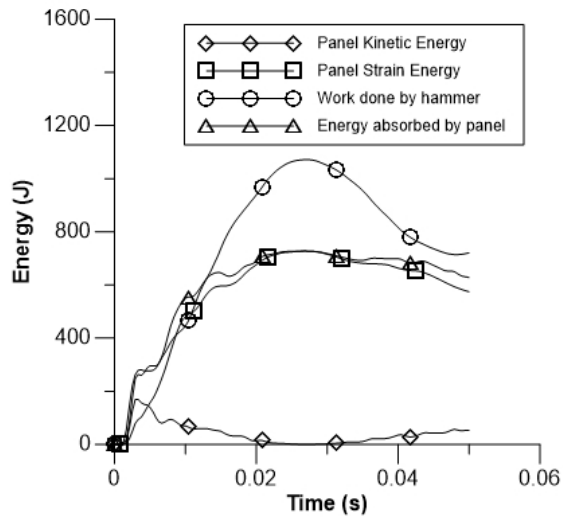 1600
Panel Kinetic Energy
Panel Strain Energy
Work done by hammer
Energy absorbed by panel
1200
Energy (J)
800
400
0
0
0.02
0.04
0.06
Time (s)